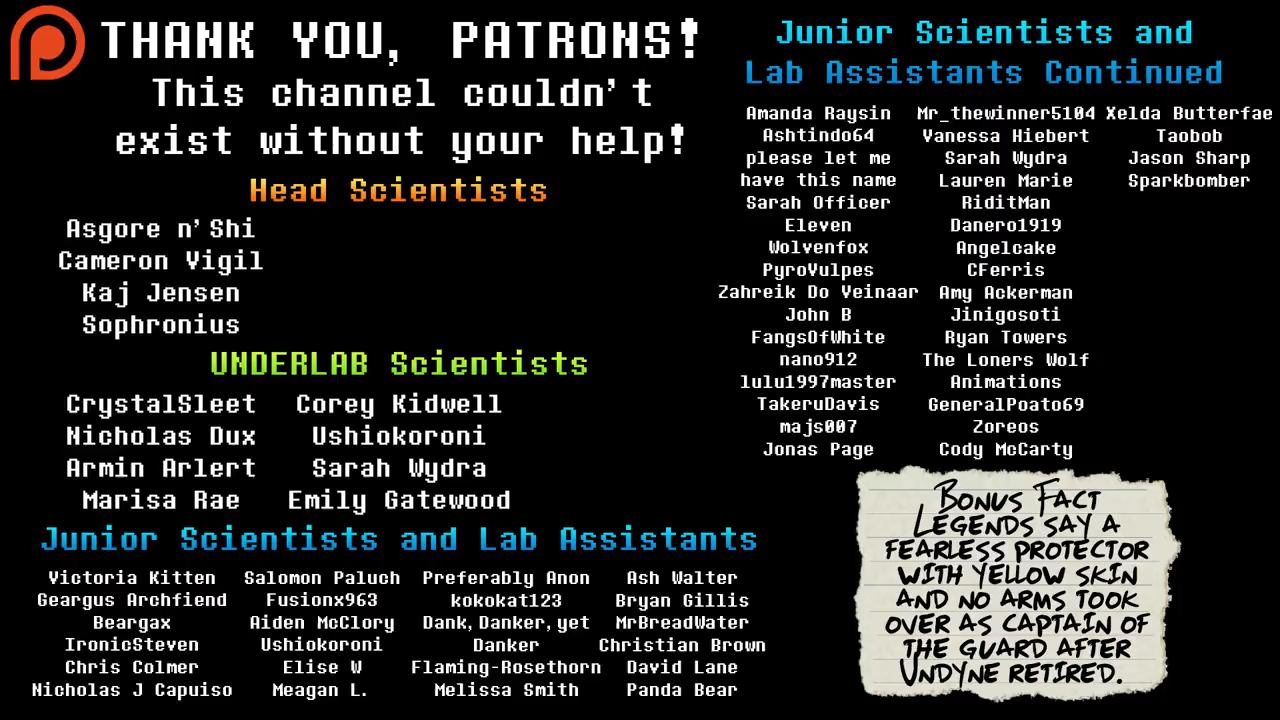 THANK YOU, PATRONS!
This channel couldn't
exist without your help!
Head Scientists
Asgore n'Shi
Cameron Vigil
Kaj Jensen
Sophronius
UNDERLAB Scientists
CrystalSleet Corey Kidwell
Nicholas Dux Ushiokoroni
Armin Arlert Sarah Wydra
Marisa Rae Emily Gatewood
Junior Scientists and Lab Assistants
Victoria Kitten Salomon Paluch Preferably Anon Ash Walter
Geargus Archfiend Fusionx963 kokokat123 Bryan Gillis
Beargax Aiden McClory Dank, Danker, yet MrBreadWater
IronicSteven Ushiokoroni Danker Christian Brown
Chris Colmer Elise W Flaming-Rosethorn David Lane
Nicholas J Capuiso Meagan L. Melissa Smith Panda Bear
Junior Scientists and
Lab Assistants Continued
Amanda Raysin Mr_thewinner5104 Xelda Butterfae
Ashtindo64 Vanessa Hiebert Taobob
please let me Sarah Wydra Jason Sharp
have this name Lauren Marie Sparkbomber
Sarah Officer RiditMan
Eleven Danero1919
Wolvenfox Angelcake
PyroVulpes CFerris
Zahreik Do Veinaar Amy Ackerman
John B Jinigosoti
FangsOfWhite Ryan Towers
nano912 The Loners Wolf
lulu1997master Animations
TakeruDavis GeneralPoato69
majs007 Zoreos
Jonas Page Cody McCarty
BONUS FACT
LEGENDS SAY A
FEARLESS PROTECTOR
WITH YELLOW SKIN
AND NO ARMS TOOK
OVER AS CAPTAIN OF
THE GUARD AFTER
UNDYNE RETIRED.